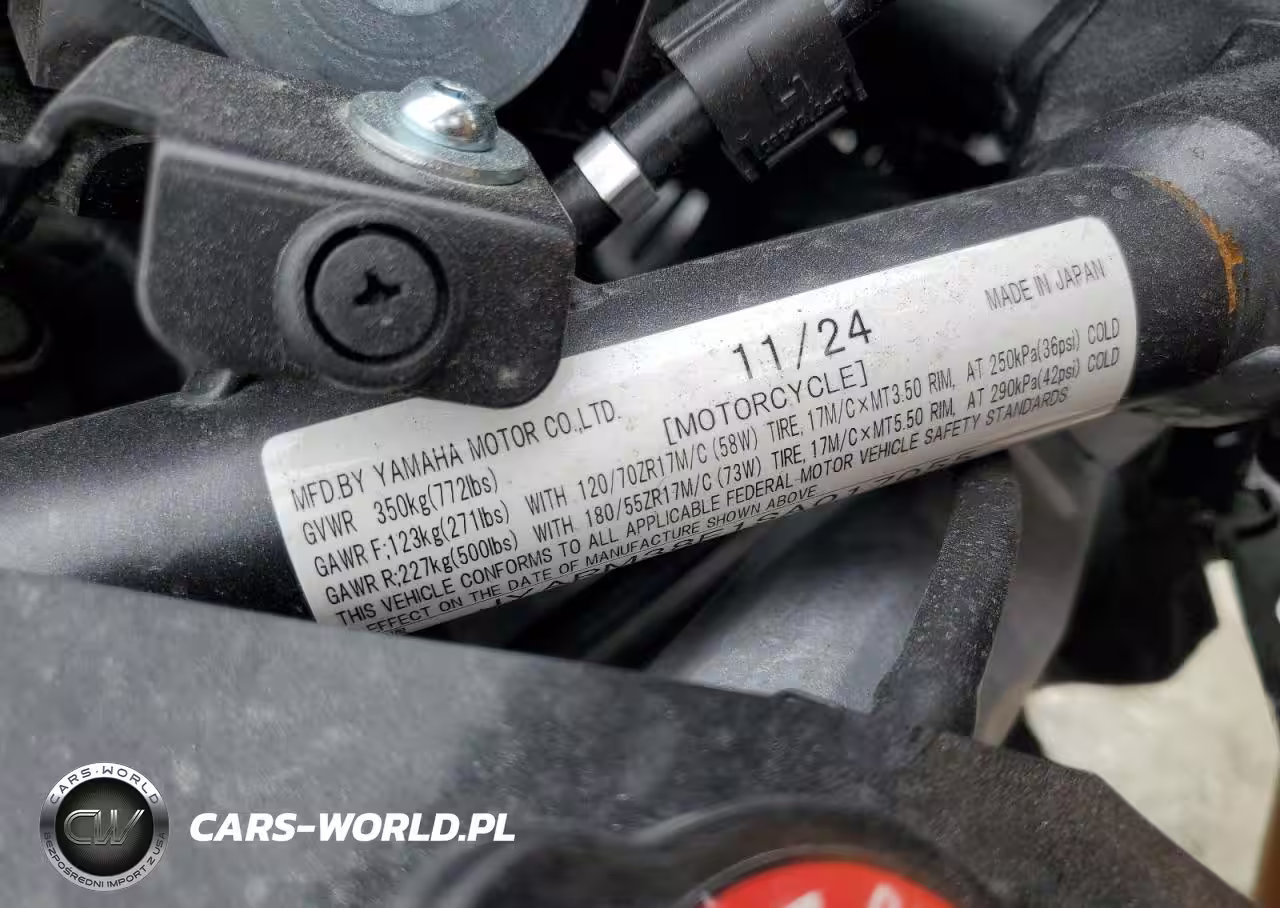 11/24
MADE IN JAPAN
MFD.BY YAMAHA MOTOR CO.,LTD.
[MOTORCYCLE]
GVWR 350kg(772lbs)
GAWR F:123kg(271lbs) WITH 120/70ZR17M/C (58W) TIRE, 17M/C×MT3.50 RIM, AT 250kPa(36psi) COLD
GAWR R:227kg(500lbs) WITH 180/55ZR17M/C (73W) TIRE, 17M/C×MT5.50 RIM, AT 290kPa(42psi) COLD
THIS VEHICLE CONFORMS TO ALL APPLICABLE FEDERAL MOTOR VEHICLE SAFETY STANDARDS
EFFECT ON THE DATE OF MANUFACTURE SHOWN ABOVE
CARS-WORLD
CW
BEZPOŚREDNI IMPORT Z USA
CARS-WORLD.PL